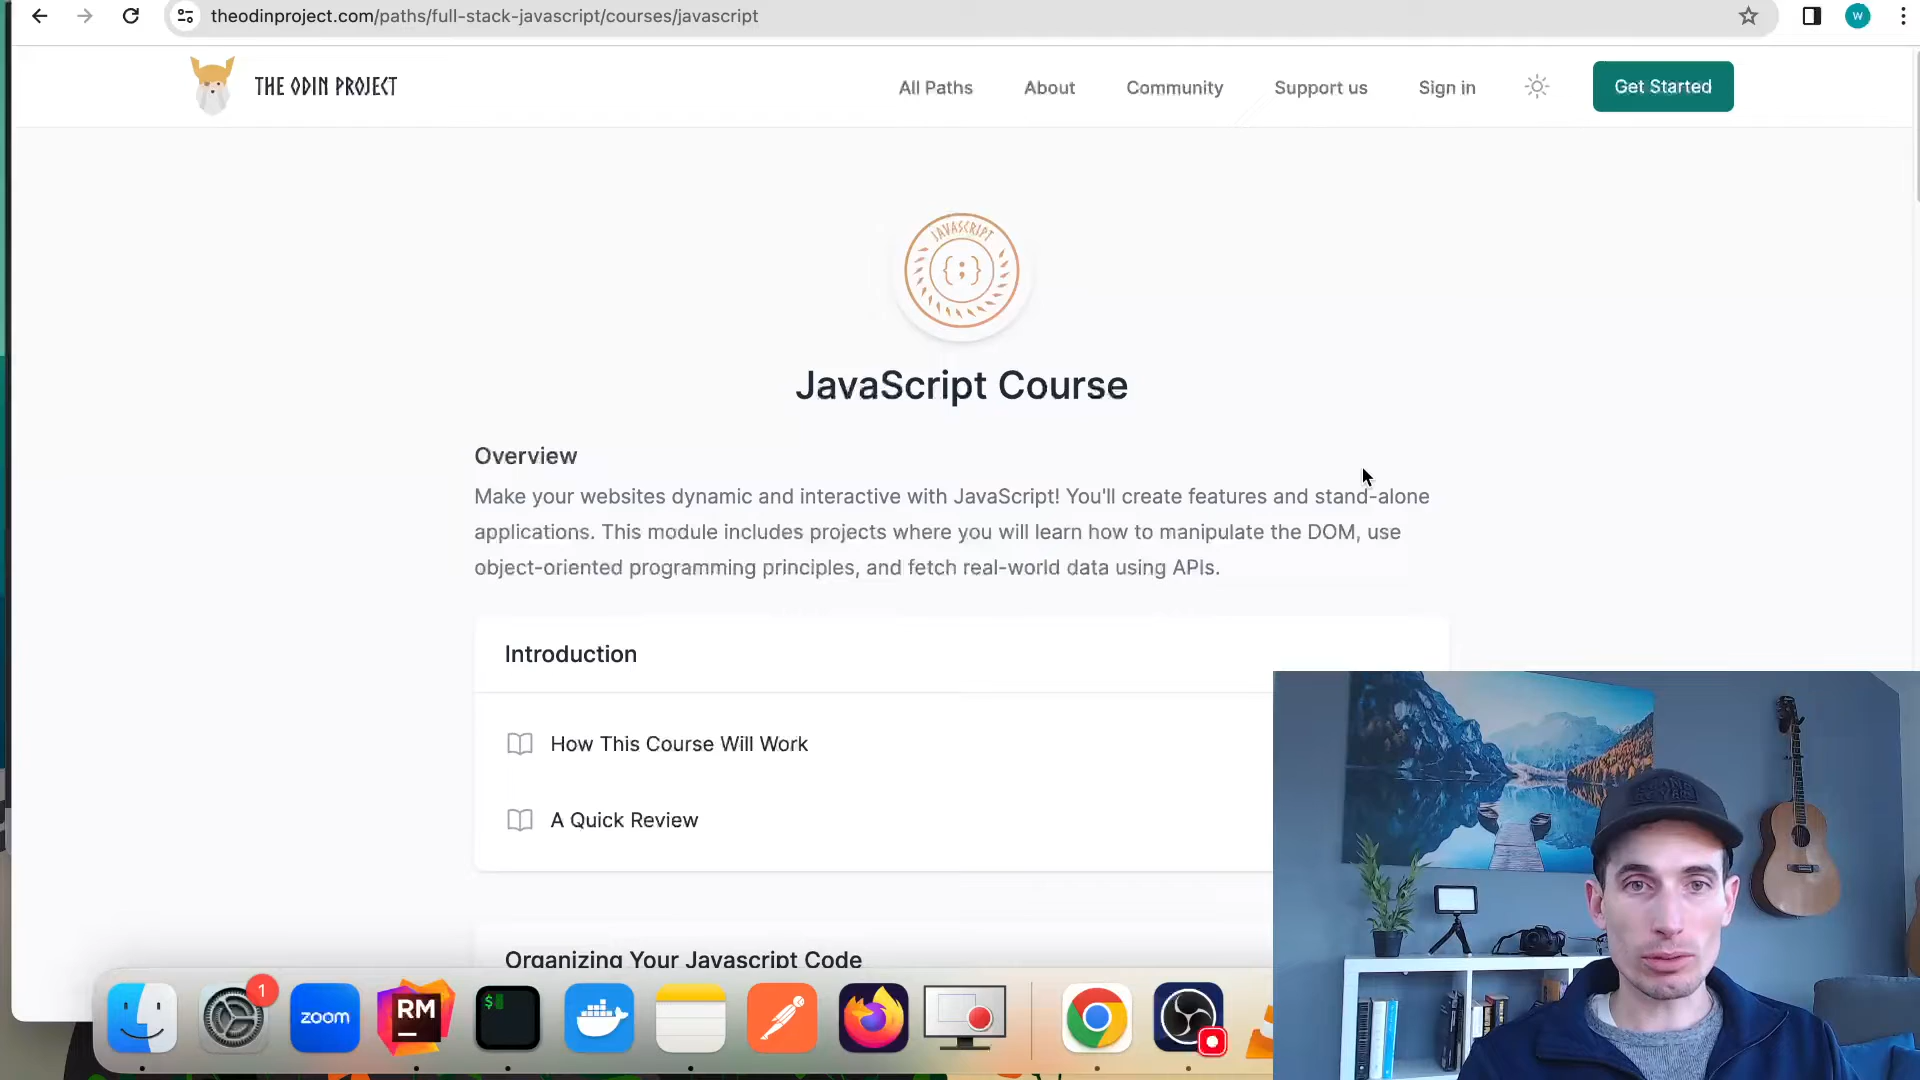 theodinproject.com/paths/full-stack-javascript/courses/javascript
W
THE ODIN PROJECT
All Paths
About
Community
Support us
Sign in
Get Started
JAVASCRIPT
{;}
JavaScript Course
Overview
Make your websites dynamic and interactive with JavaScript! You'll create features and stand-alone
applications. This module includes projects where you will learn how to manipulate the DOM, use
object-oriented programming principles, and fetch real-world data using APIs.
Introduction
How This Course Will Work
A Quick Review
Organizing Your Javascript Code
1
zoom
RM
$